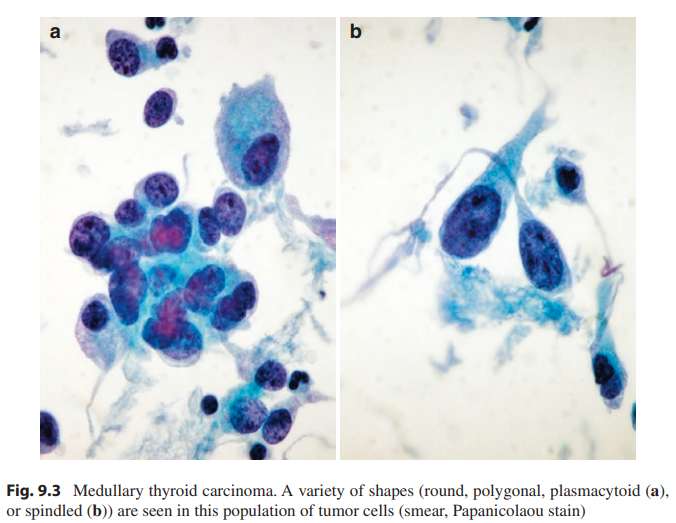 a
b
Fig. 9.3 Medullary thyroid carcinoma. A variety of shapes (round, polygonal, plasmacytoid (a),
or spindled (b)) are seen in this population of tumor cells (smear, Papanicolaou stain)